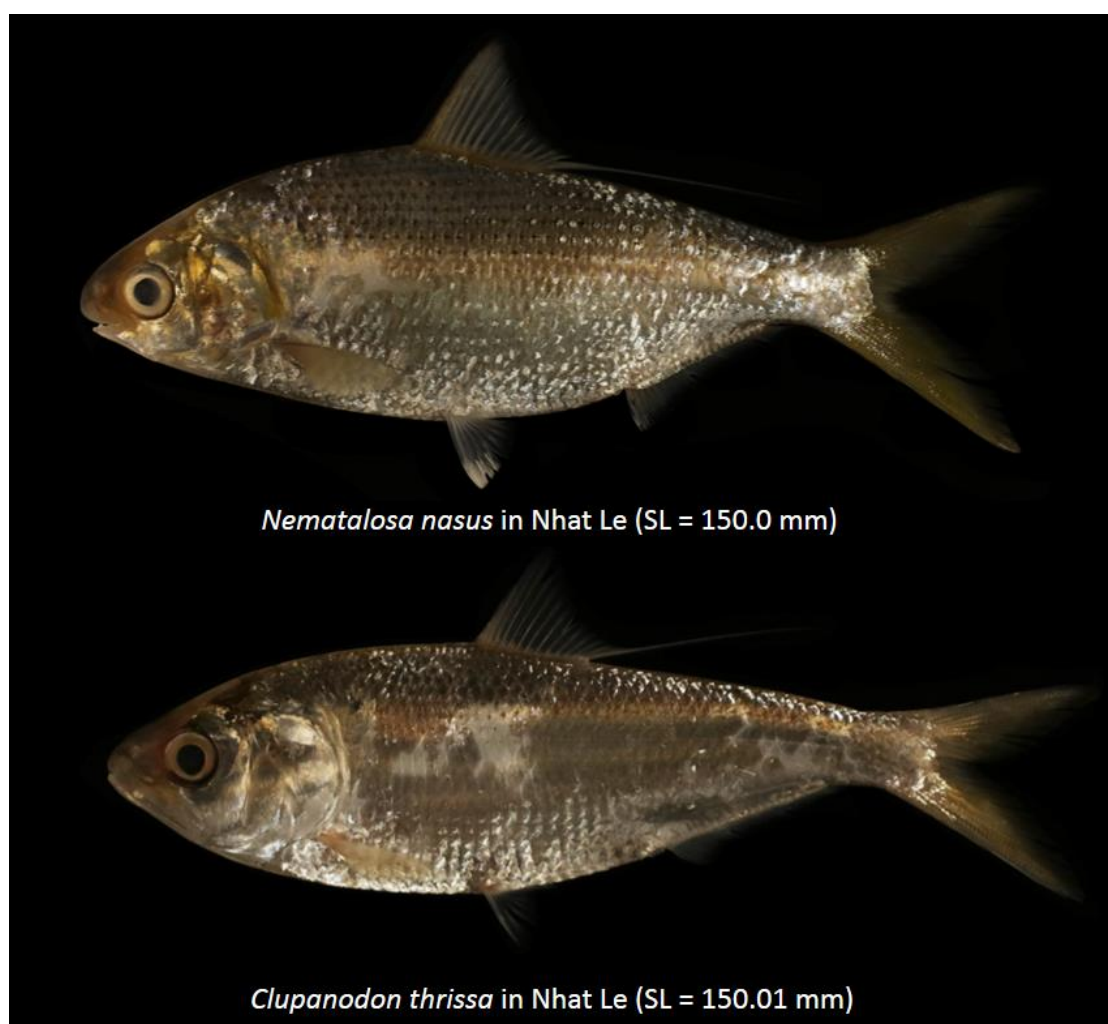 Nematalosa nasus in Nhat Le (SL = 150.0 mm)
Clupanodon thrissa in Nhat Le (SL = 150.01 mm)